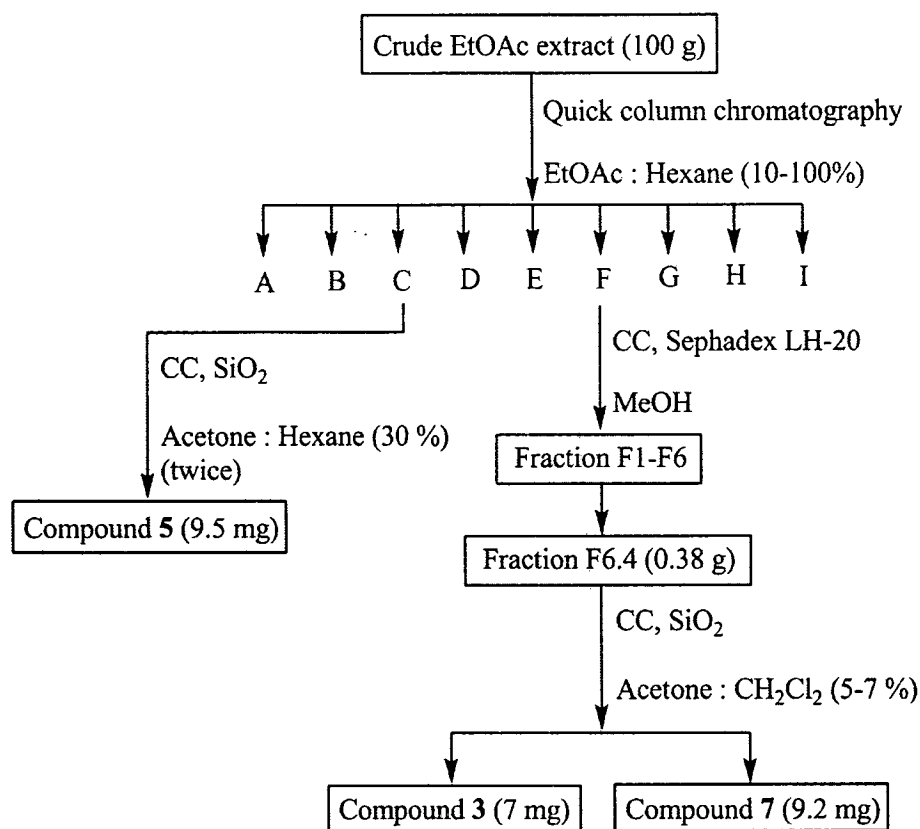 Crude EtOAc extract (100 g)
Quick column chromatography
EtOAc : Hexane (10-100%)
A B C D E F G H I
CC, SiO₂
Acetone : Hexane (30 %)
(twice)
Compound 5 (9.5 mg)
CC, Sephadex LH-20
MeOH
Fraction F1-F6
Fraction F6.4 (0.38 g)
CC, SiO₂
Acetone : CH₂Cl₂ (5-7 %)
Compound 3 (7 mg)
Compound 7 (9.2 mg)